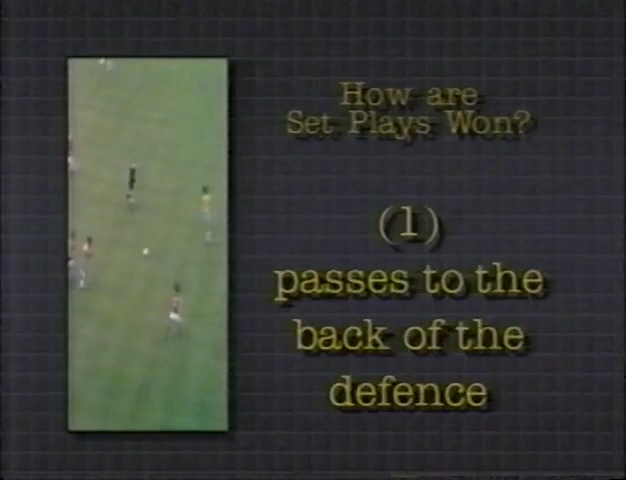 How are
Set Plays Won?
(1)
passes to the
back of the
defence